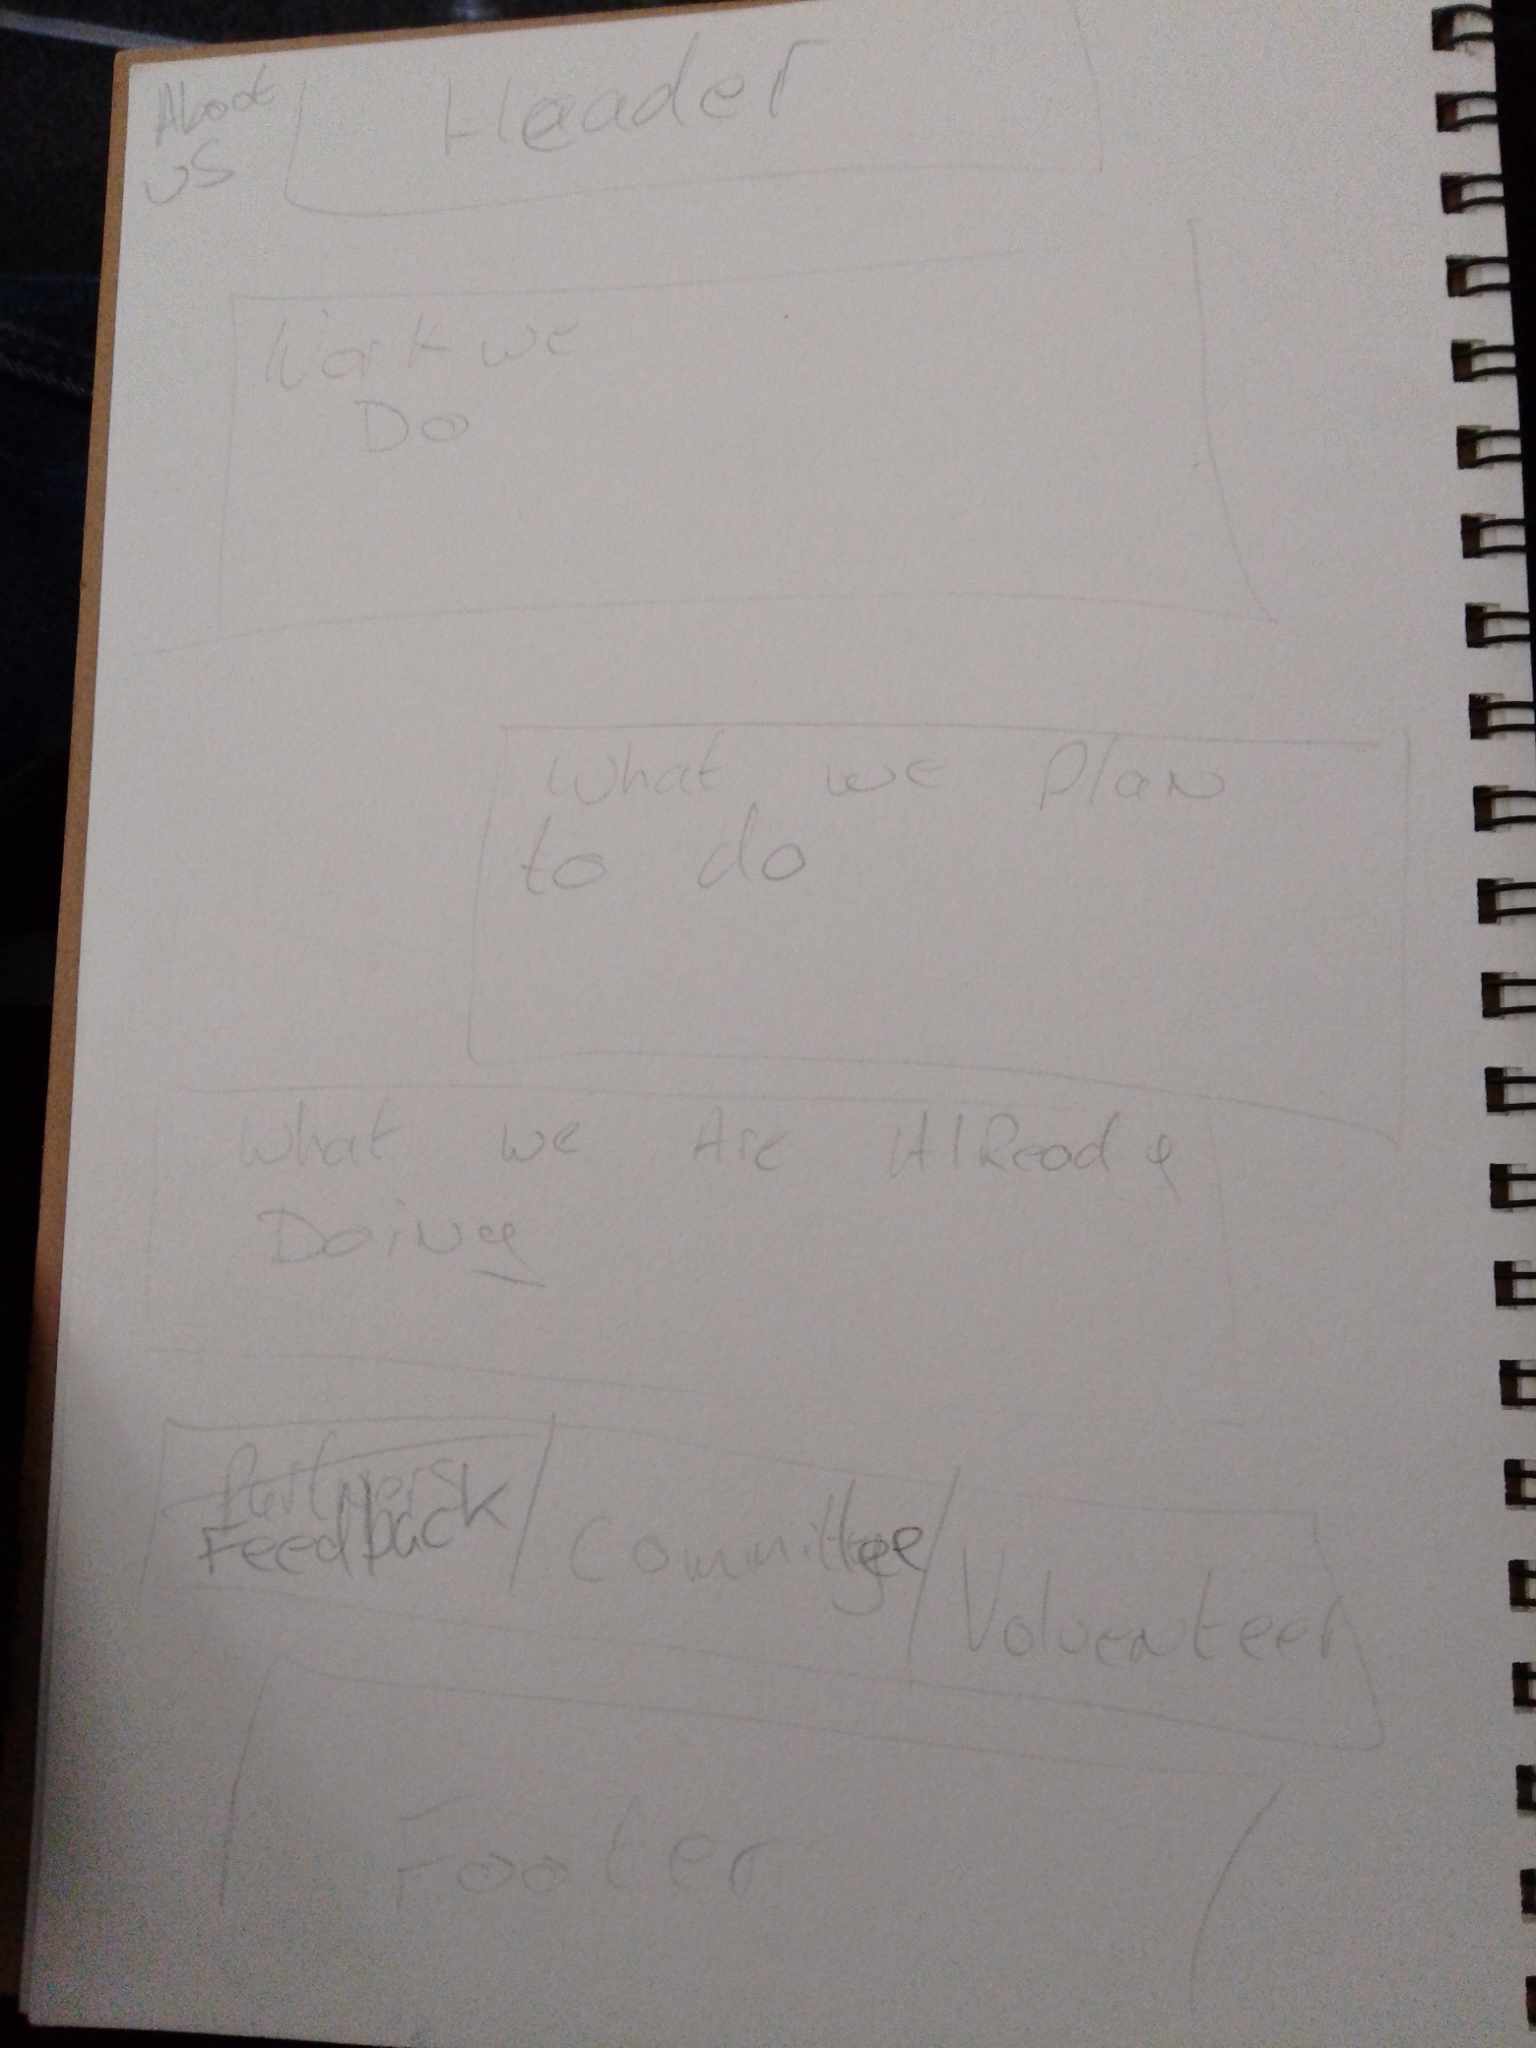 About
us
Header
Work we
Do
What we Plan
to do
What we Are AlReady
Doing
Partners
Feedback
Committee
Voluenteer
Footer